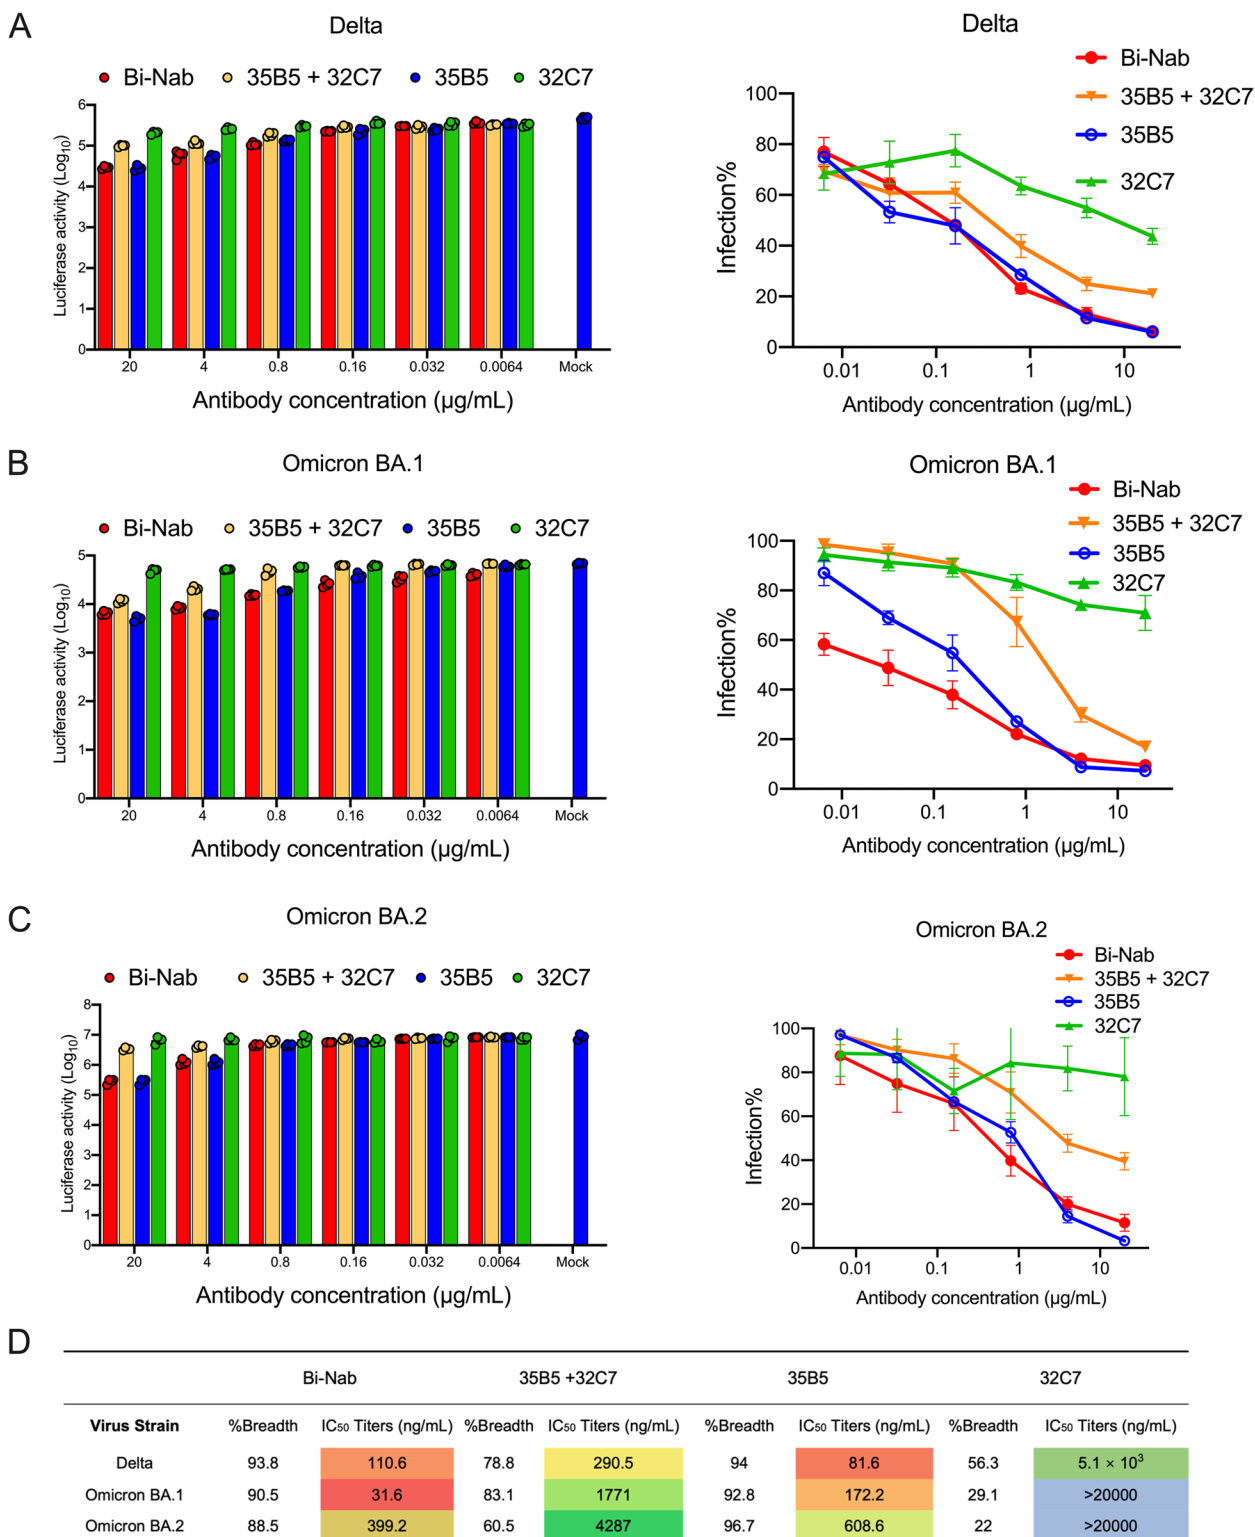 A
Delta
Bi-Nab 35B5 + 32C7 35B5 32C7
Luciferase activity (Log10)
6
5
4
3
2
1
0
20 4 0.8 0.16 0.032 0.0064 Mock
Antibody concentration (µg/mL)
Delta
Bi-Nab
35B5 + 32C7
35B5
32C7
Infection%
100
80
60
40
20
0
0.01 0.1 1 10
Antibody concentration (µg/mL)
B
Omicron BA.1
Bi-Nab 35B5 + 32C7 35B5 32C7
Luciferase activity (Log10)
5
4
3
2
1
0
20 4 0.8 0.16 0.032 0.0064 Mock
Antibody concentration (µg/mL)
Omicron BA.1
Bi-Nab
35B5 + 32C7
35B5
32C7
Infection%
100
80
60
40
20
0
0.01 0.1 1 10
Antibody concentration (µg/mL)
C
Omicron BA.2
Bi-Nab 35B5 + 32C7 35B5 32C7
Luciferase activity (Log10)
8
7
6
5
4
3
2
1
0
20 4 0.8 0.16 0.032 0.0064 Mock
Antibody concentration (µg/mL)
Omicron BA.2
Bi-Nab
35B5 + 32C7
35B5
32C7
Infection%
100
80
60
40
20
0
0.01 0.1 1 10
Antibody concentration (µg/mL)
D
Bi-Nab 35B5 +32C7 35B5 32C7
Virus Strain %Breadth IC50 Titers (ng/mL) %Breadth IC50 Titers (ng/mL) %Breadth IC50 Titers (ng/mL) %Breadth IC50 Titers (ng/mL)
Delta 93.8 110.6 78.8 290.5 94 81.6 56.3 5.1 × 10³
Omicron BA.1 90.5 31.6 83.1 1771 92.8 172.2 29.1 >20000
Omicron BA.2 88.5 399.2 60.5 4287 96.7 608.6 22 >20000